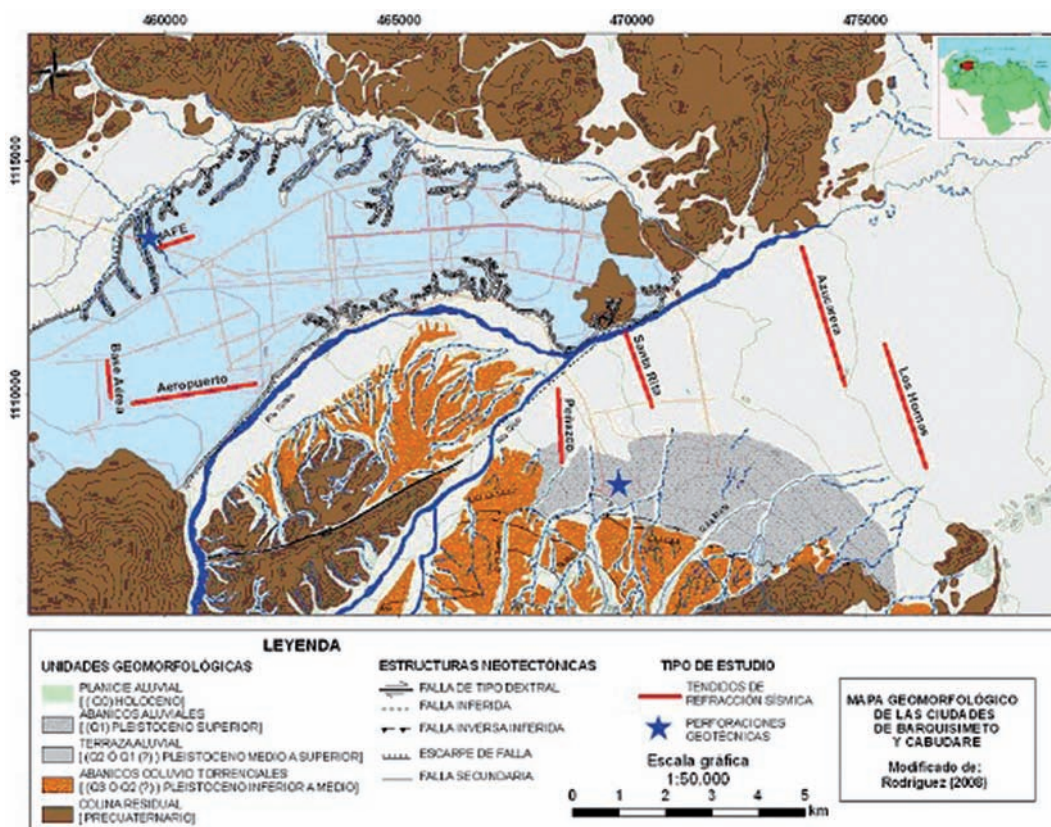 460000
465000
470000
475000
1115000
1110000
AFE
Base Aérea
Aeropuerto
Peñazco
Santa Rita
Azucarera
Los Hornos
LEYENDA
UNIDADES GEOMORFOLÓGICAS
PLANICIE ALUVIAL
[(Q0) HOLOCENO]
ABANICOS ALUVIALES
[(Q1) PLEISTOCENO SUPERIOR]
TERRAZA ALUVIAL
[(Q2 Ó Q1 (?)) PLEISTOCENO MEDIO A SUPERIOR]
ABANICOS COLUVIO TORRENCIALES
[(Q3 O Q2 (?)) PLEISTOCENO INFERIOR A MEDIO]
COLINA RESIDUAL
[PRECUATERNARIO]
ESTRUCTURAS NEOTECTÓNICAS
FALLA DE TIPO DEXTRAL
FALLA INFERIDA
FALLA INVERSA INFERIDA
ESCARPE DE FALLA
FALLA SECUNDARIA
TIPO DE ESTUDIO
TENDIDOS DE
REFRACCIÓN SÍSMICA
PERFORACIONES
GEOTÉCNICAS
Escala gráfica
1:50.000
0 1 2 3 4 5
km
MAPA GEOMORFOLÓGICO
DE LAS CIUDADES
DE BARQUISIMETO
Y CABUDARE
Modificado de:
Rodríguez (2008)